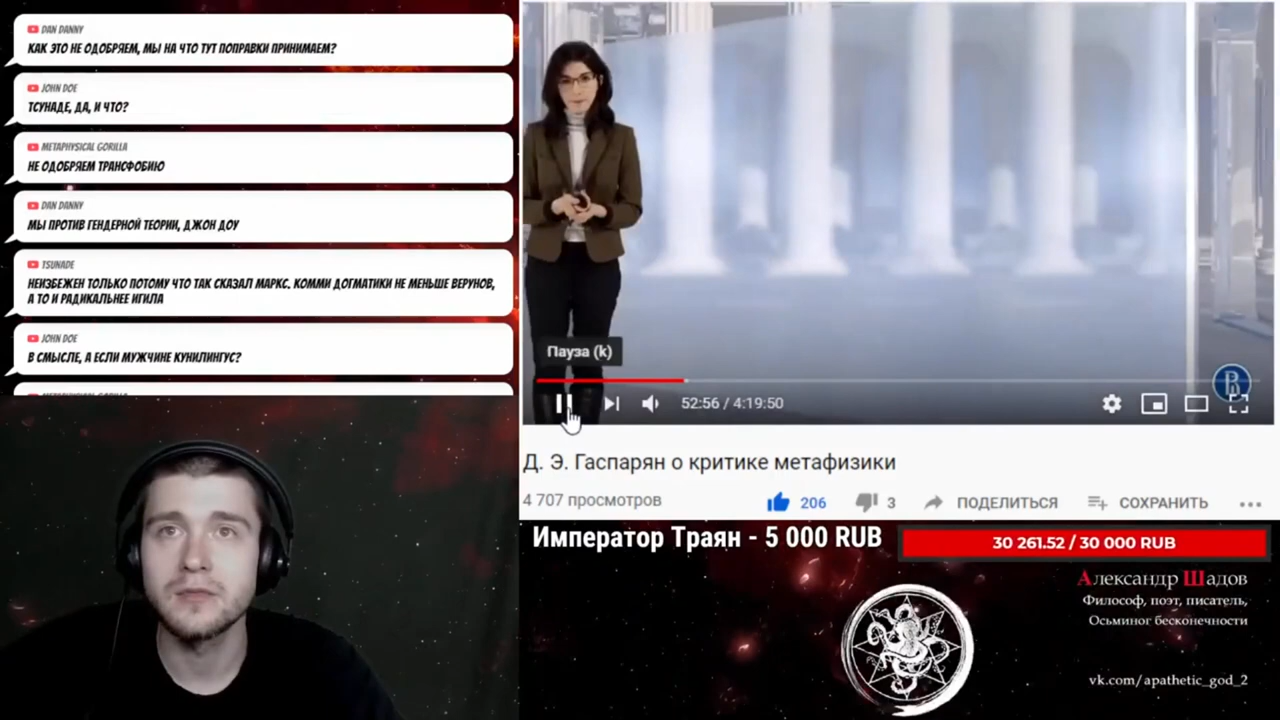 DAN DANNY
КАК ЭТО НЕ ОДОБРЯЕМ, МЫ НА ЧТО ТУТ ПОПРАВКИ ПРИНИМАЕМ?
JOHN DOE
ТСУНАДЕ, ДА, И ЧТО?
METAPHYSICAL GORILLA
НЕ ОДОБРЯЕМ ТРАНСФОБИЮ
DAN DANNY
МЫ ПРОТИВ ГЕНДЕРНОЙ ТЕОРИИ, ДЖОН ДОУ
TSUNADE
НЕИЗБЕЖЕН ТОЛЬКО ПОТОМУ ЧТО ТАК СКАЗАЛ МАРКС. КОММИ ДОГМАТИКИ НЕ МЕНЬШЕ ВЕРУНОВ,
А ТО И РАДИКАЛЬНЕЕ ИГИЛА
JOHN DOE
В СМЫСЛЕ, А ЕСЛИ МУЖЧИНЕ КУНИЛИНГУС?
Пауза (k)
52:56 / 4:19:50
Д. Э. Гаспарян о критике метафизики
4 707 просмотров
206
3
ПОДЕЛИТЬСЯ
СОХРАНИТЬ
Император Траян - 5 000 RUB
30 261.52 / 30 000 RUB
Александр Шадов
Философ, поэт, писатель,
Осьминог бесконечности
vk.com/apathetic_god_2